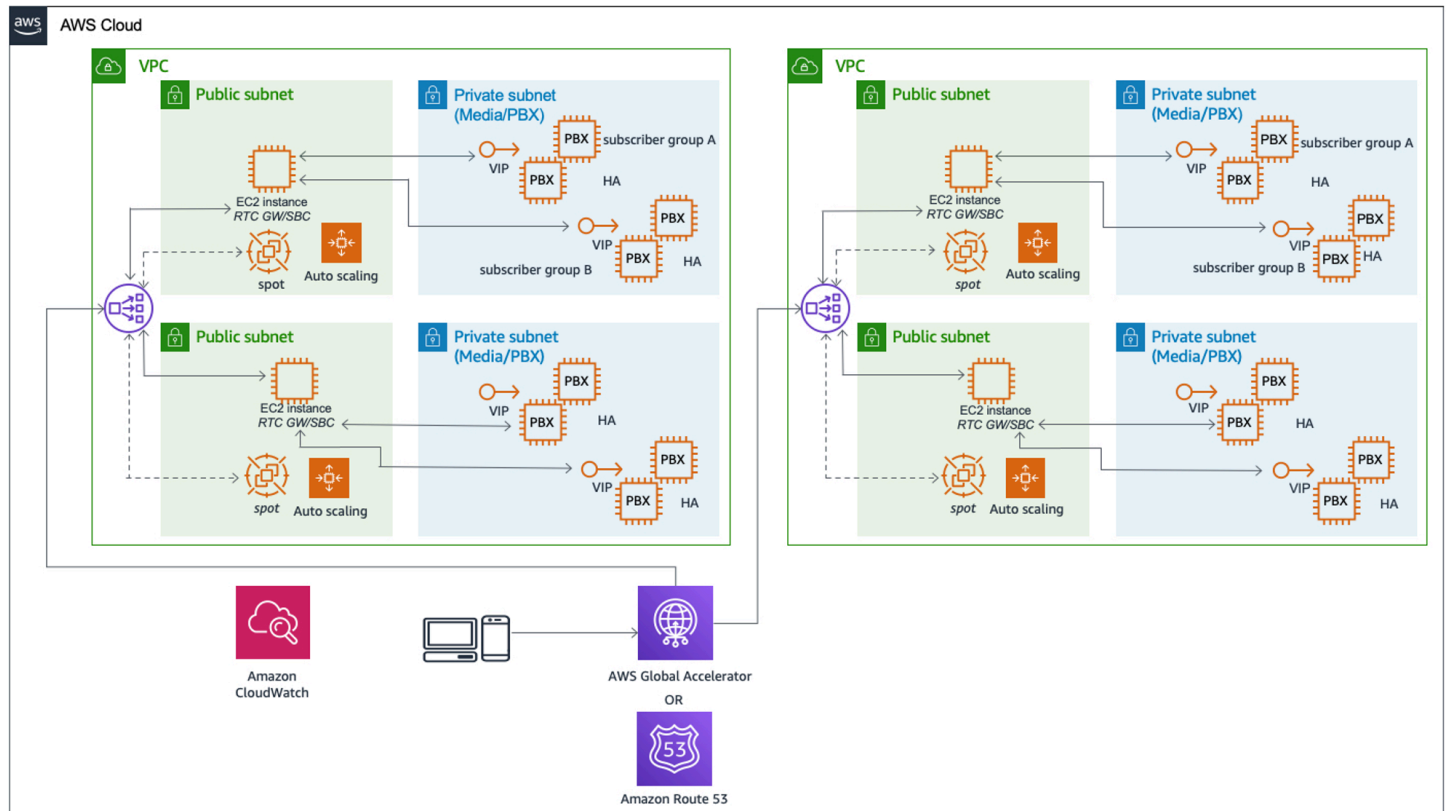 aws
AWS Cloud
VPC
Public subnet
EC2 instance
RTC GW/SBC
spot
Auto scaling
Private subnet
(Media/PBX)
PBX
subscriber group A
VIP
PBX
HA
PBX
VIP
PBX
HA
subscriber group B
Public subnet
EC2 instance
RTC GW/SBC
spot
Auto scaling
Private subnet
(Media/PBX)
PBX
VIP
PBX
HA
PBX
VIP
PBX
HA
VPC
Public subnet
EC2 instance
RTC GW/SBC
spot
Auto scaling
Private subnet
(Media/PBX)
PBX
subscriber group A
VIP
PBX
HA
PBX
VIP
PBX
HA
subscriber group B
Public subnet
EC2 instance
RTC GW/SBC
spot
Auto scaling
Private subnet
(Media/PBX)
PBX
VIP
PBX
HA
PBX
VIP
PBX
HA
Amazon
CloudWatch
AWS Global Accelerator
OR
53
Amazon Route 53